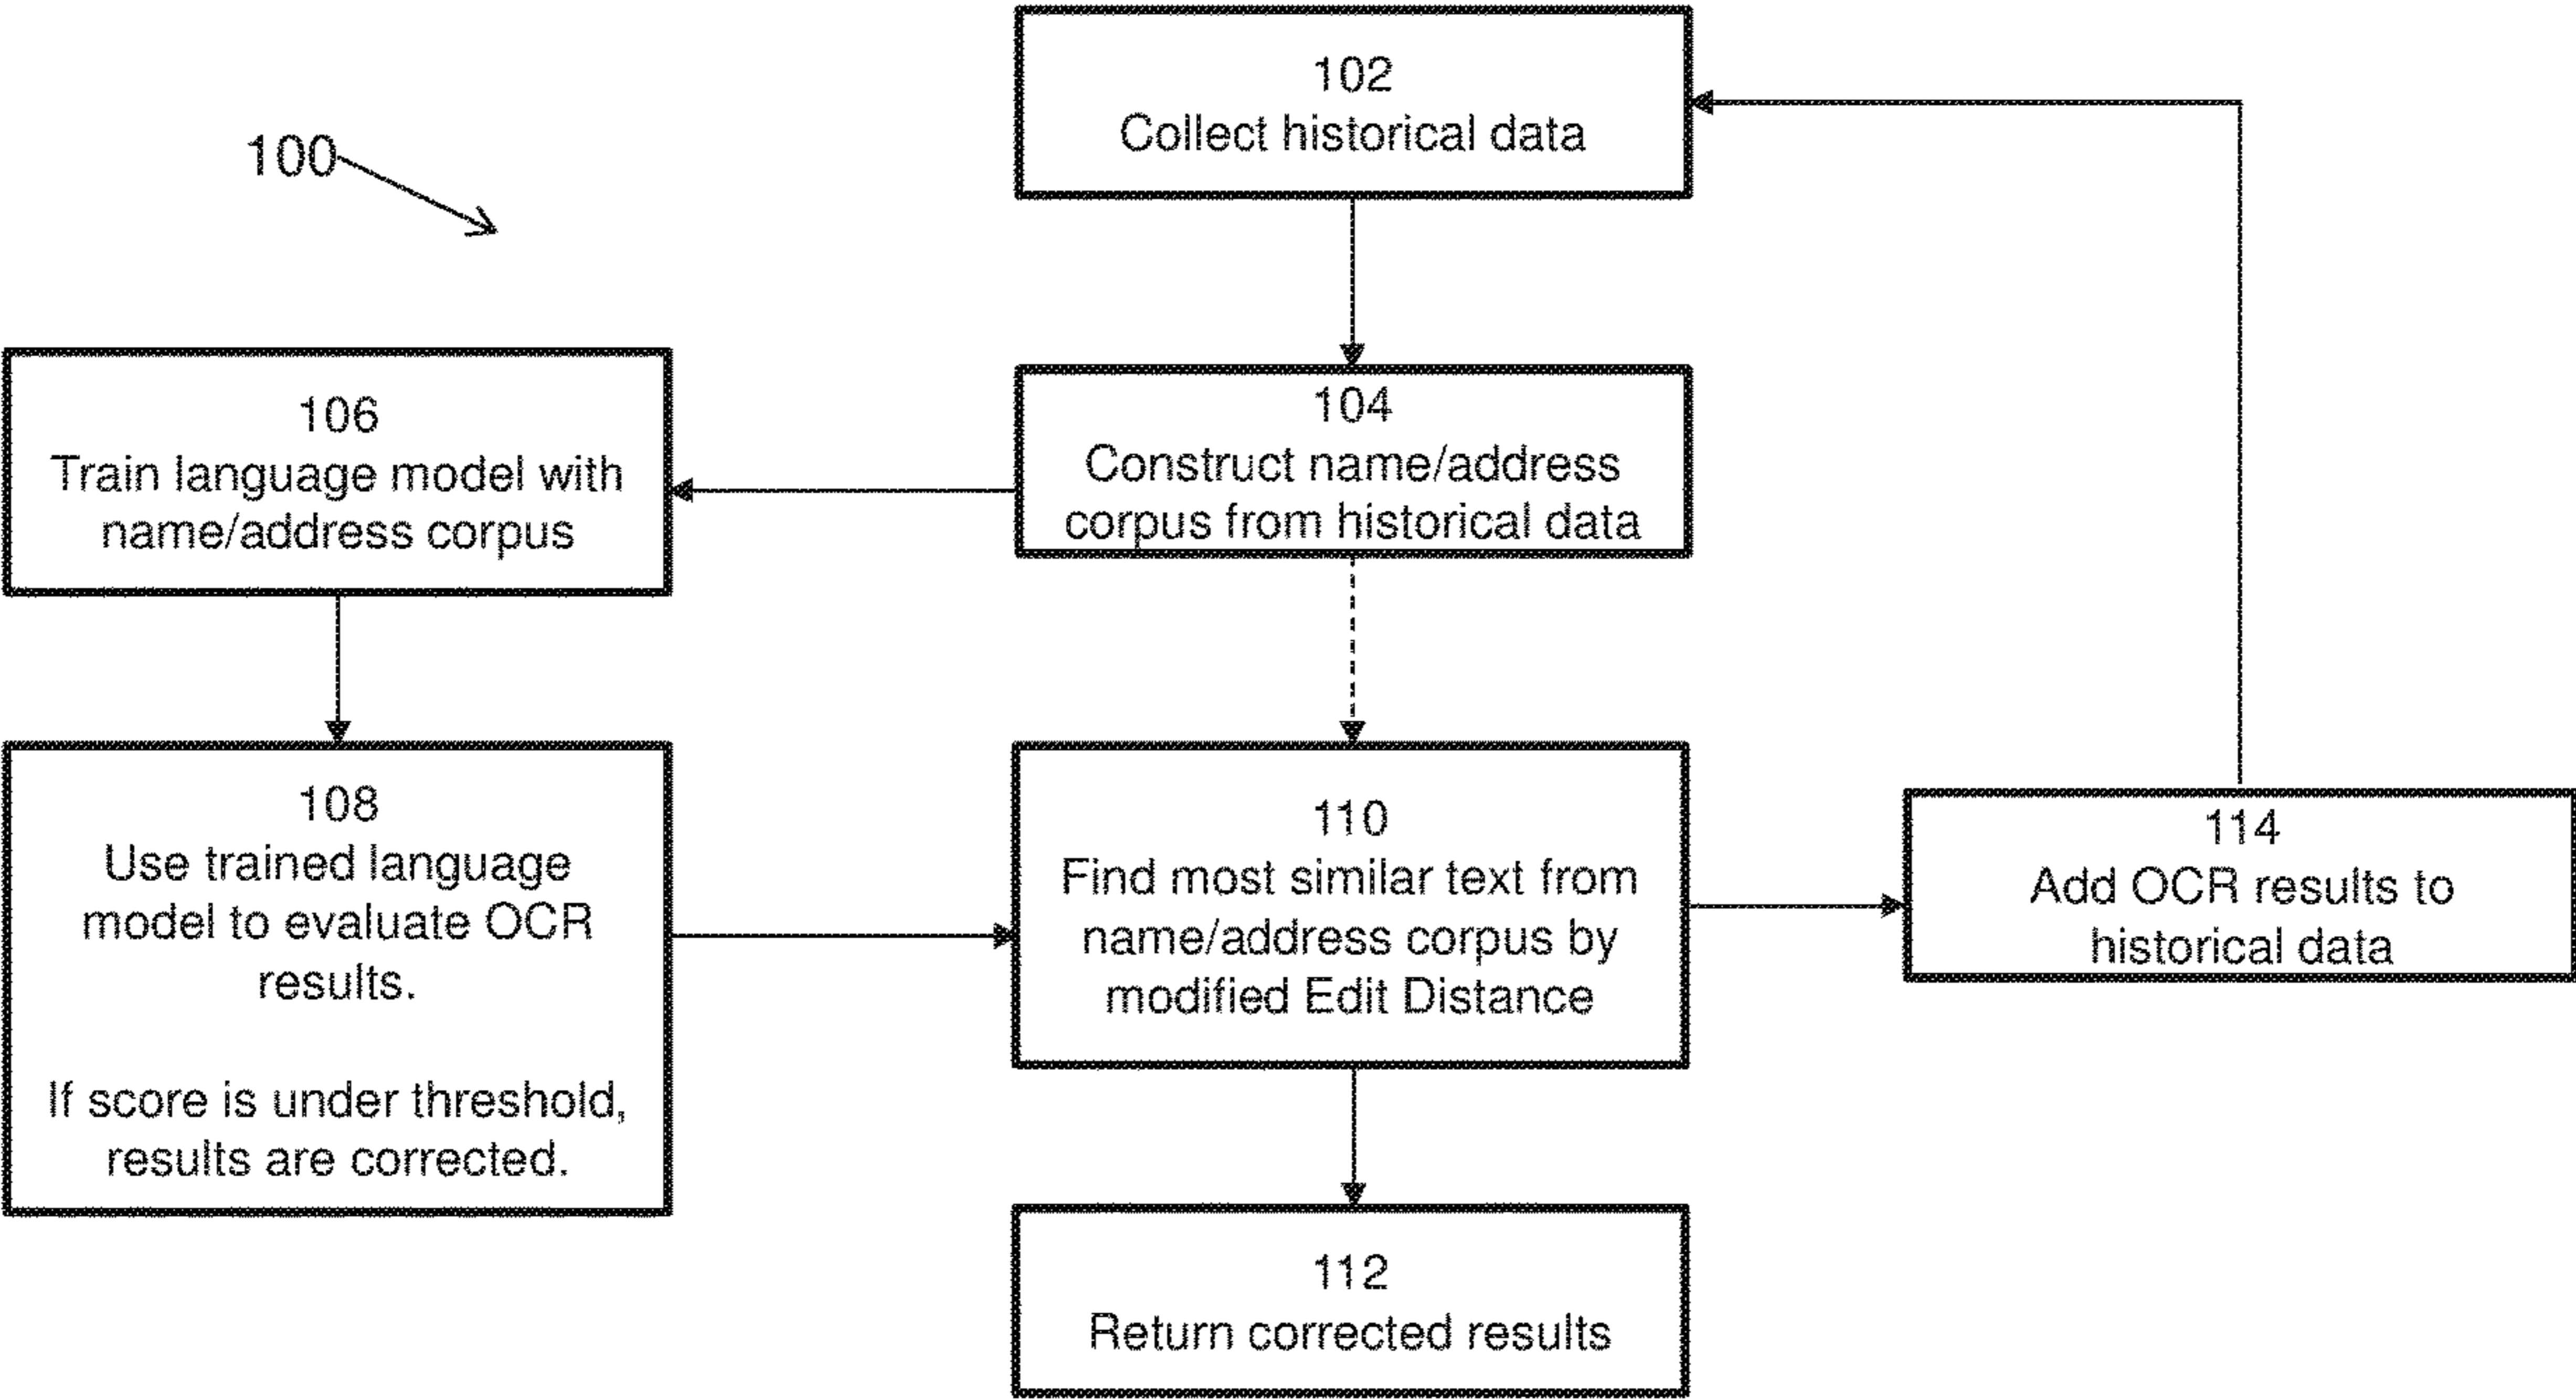 100
102
Collect historical data
104
Construct name/address
corpus from historical data
106
Train language model with
name/address corpus
108
Use trained language
model to evaluate OCR
results.
If score is under threshold,
results are corrected.
110
Find most similar text from
name/address corpus by
modified Edit Distance
114
Add OCR results to
historical data
112
Return corrected results